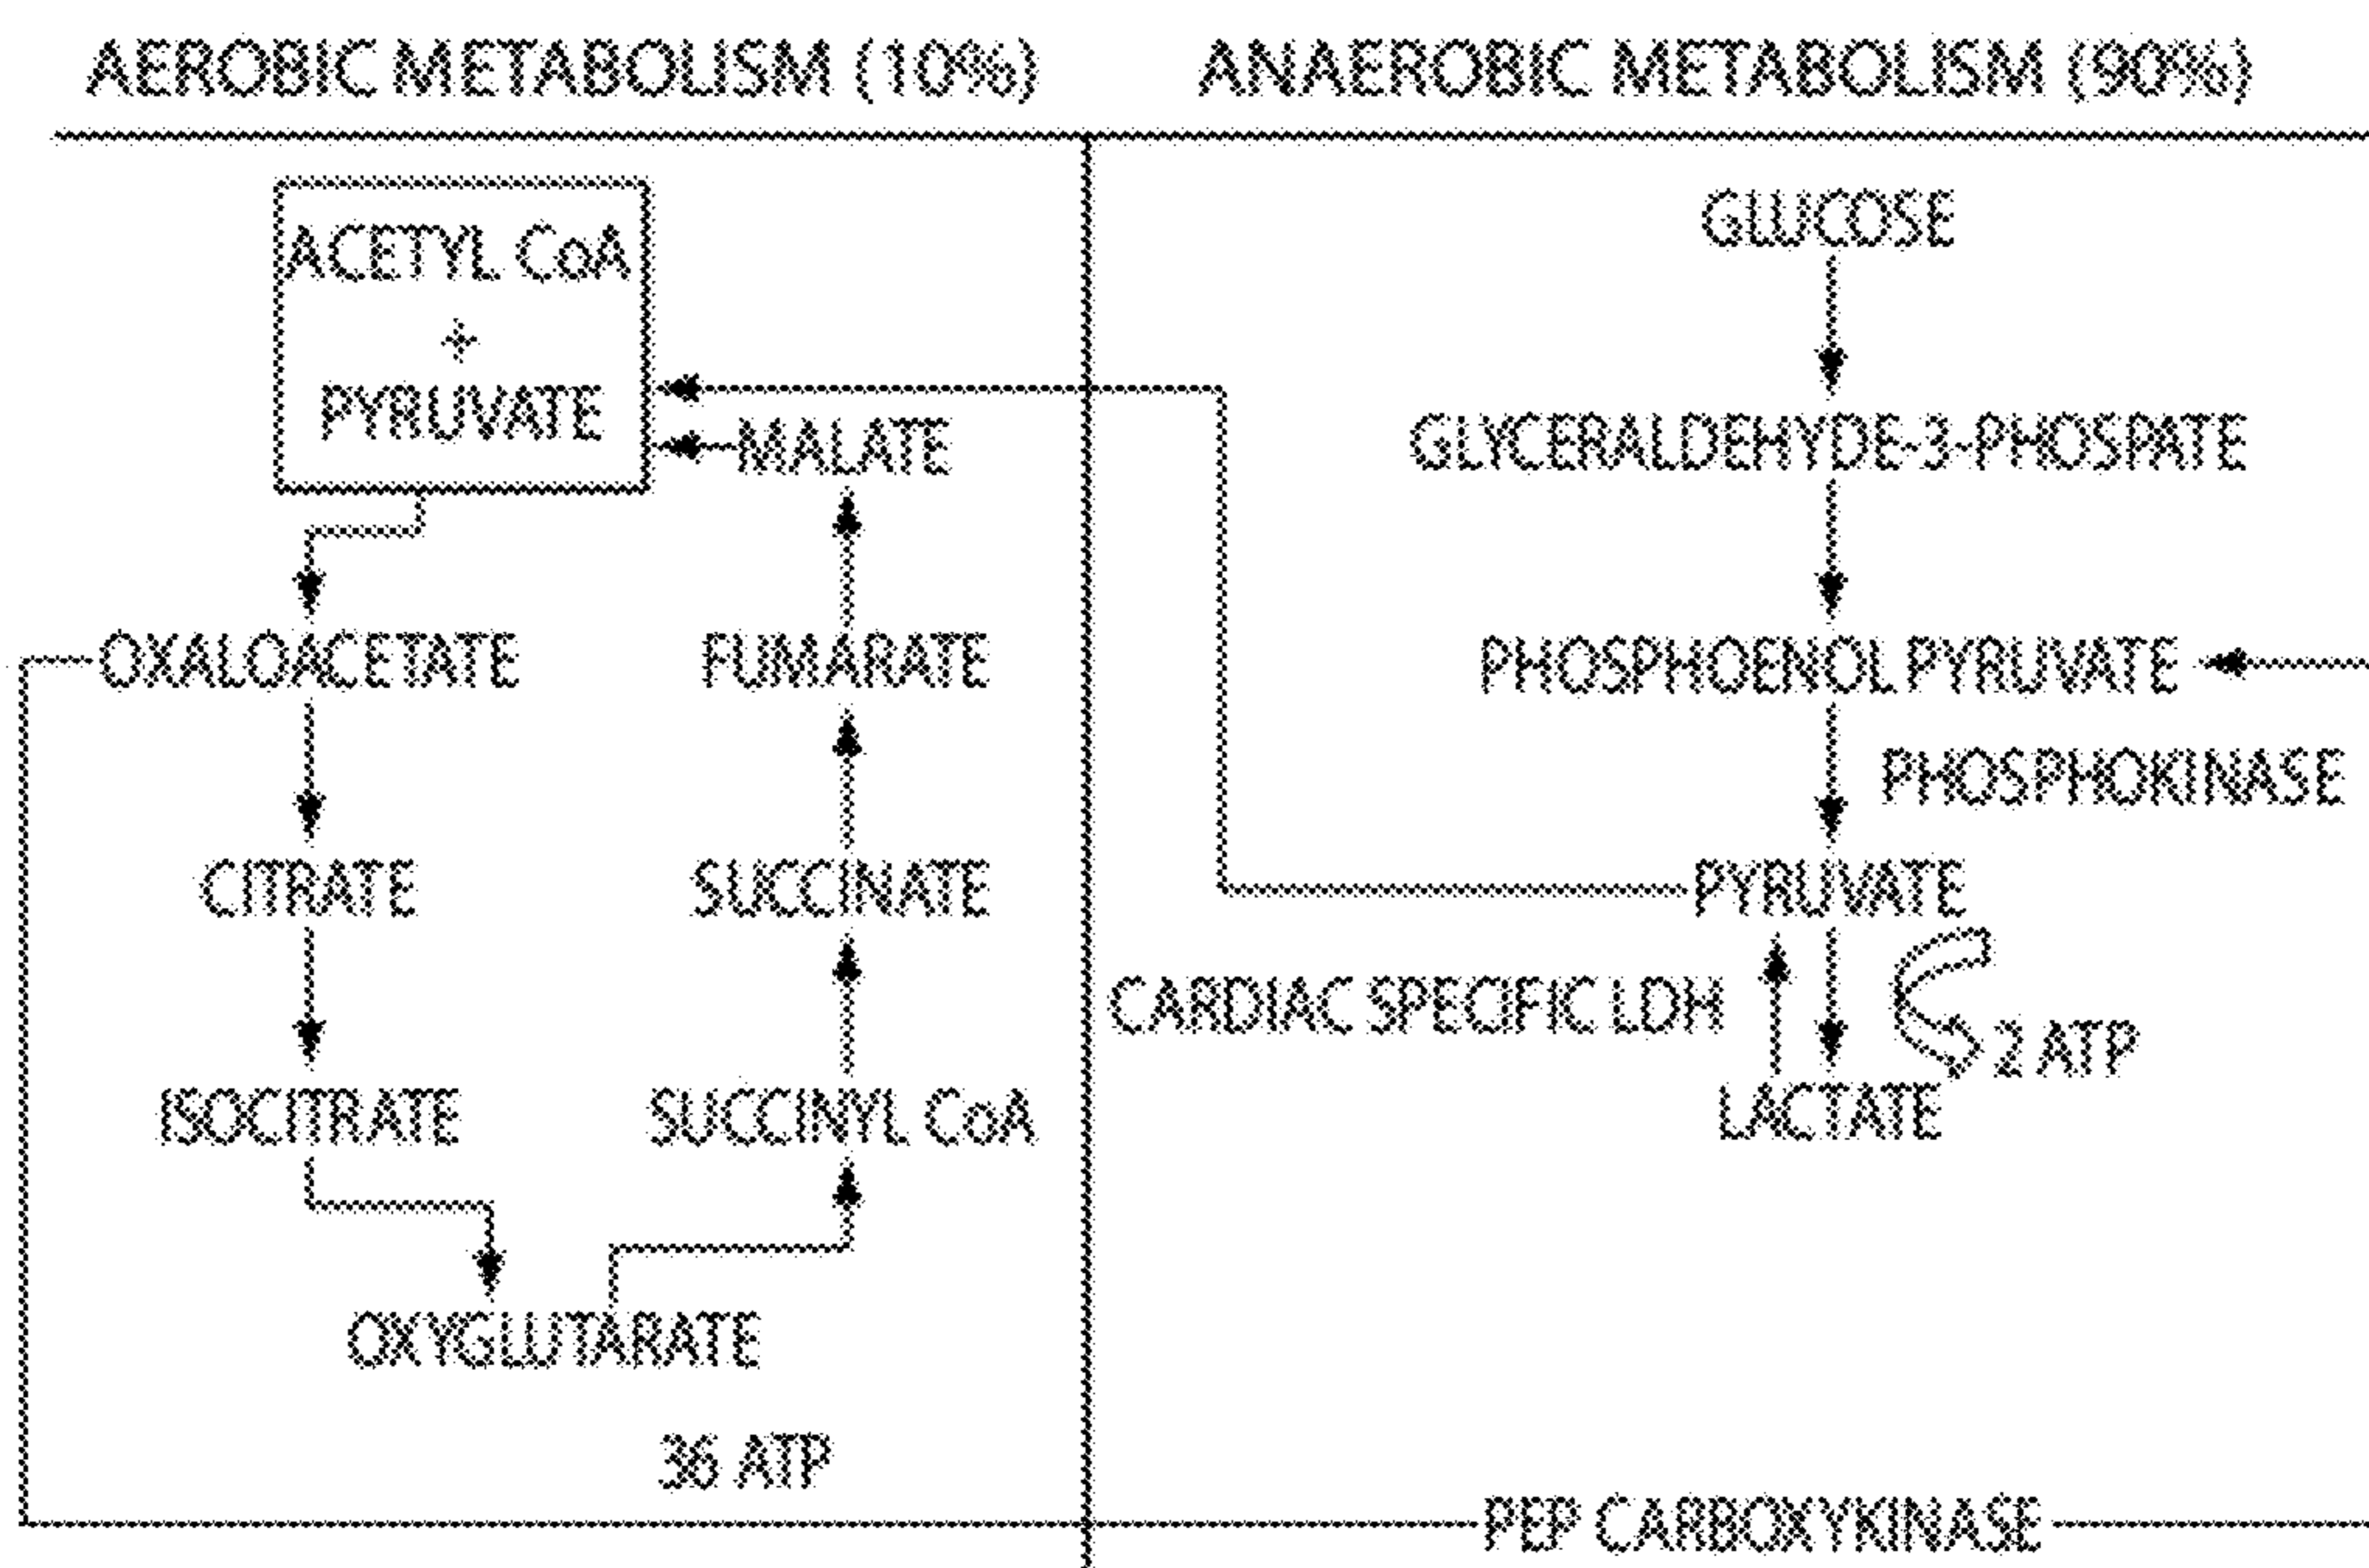 AEROBIC METABOLISM (10%)
ANAEROBIC METABOLISM (90%)
ACETYL CoA
+
PYRUVATE
MALATE
OXALOACETATE
FUMARATE
CITRATE
SUCCINATE
ISOCITRATE
SUCCINYL CoA
OXYGLUTARATE
36 ATP
GLUCOSE
GLYCERALDEHYDE-3-PHOSPATE
PHOSPHOENOL PYRUVATE
PHOSPHOKINASE
PYRUVATE
CARDIAC SPECIFIC LDH
2 ATP
LACTATE
PEP CARBOXYKINASE